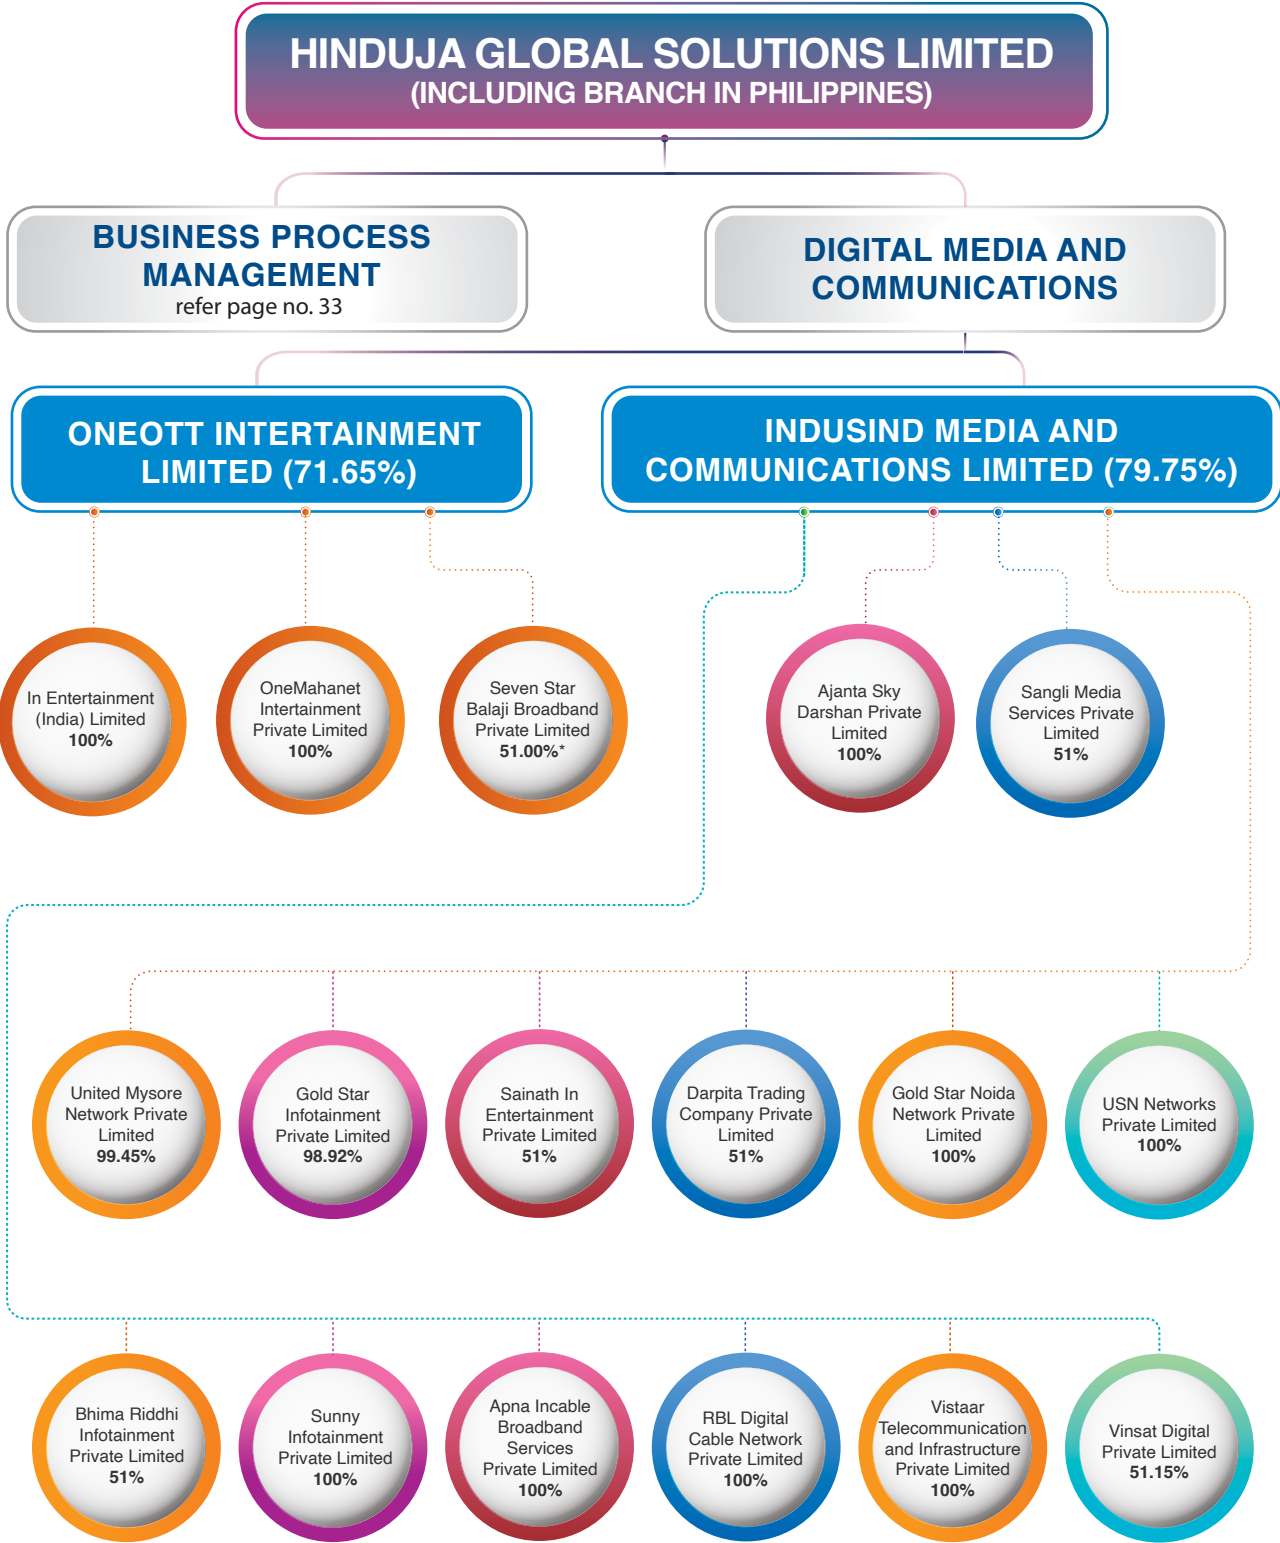 HINDUJA GLOBAL SOLUTIONS LIMITED
(INCLUDING BRANCH IN PHILIPPINES)
BUSINESS PROCESS
MANAGEMENT
refer page no. 33
DIGITAL MEDIA AND
COMMUNICATIONS
ONEOTT INTERTAINMENT
LIMITED (71.65%)
INDUSIND MEDIA AND
COMMUNICATIONS LIMITED (79.75%)
In Entertainment
(India) Limited
100%
OneMahanet
Intertainment
Private Limited
100%
Seven Star
Balaji Broadband
Private Limited
51.00%*
Ajanta Sky
Darshan Private
Limited
100%
Sangli Media
Services Private
Limited
51%
United Mysore
Network Private
Limited
99.45%
Gold Star
Infotainment
Private Limited
98.92%
Sainath In
Entertainment
Private Limited
51%
Darpita Trading
Company Private
Limited
51%
Gold Star Noida
Network Private
Limited
100%
USN Networks
Private Limited
100%
Bhima Riddhi
Infotainment
Private Limited
51%
Sunny
Infotainment
Private Limited
100%
Apna Incable
Broadband
Services
Private Limited
100%
RBL Digital
Cable Network
Private Limited
100%
Vistaar
Telecommunication
and Infrastructure
Private Limited
100%
Vinsat Digital
Private Limited
51.15%